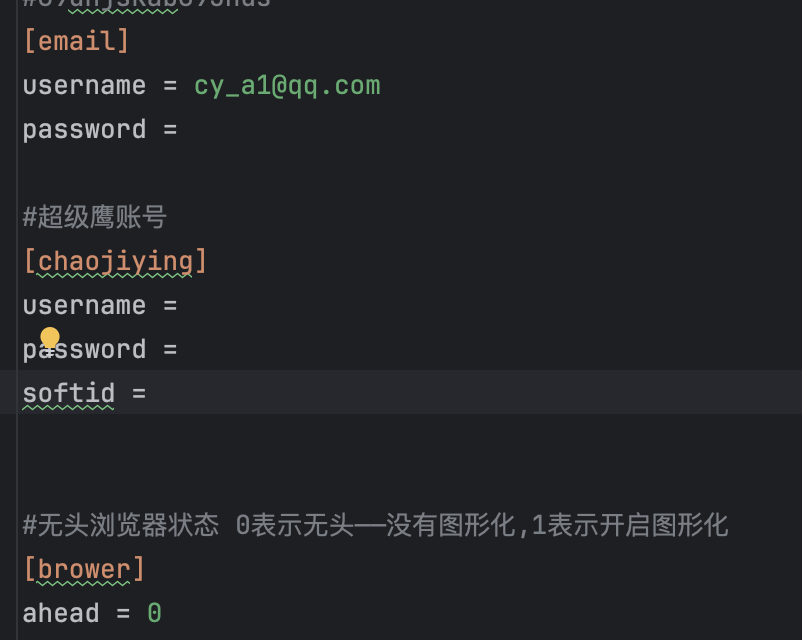 [email]
username = cy_a1@qq.com
password =
#超级鹰账号
[chaojiying]
username =
password =
softid =
#无头浏览器状态 0表示无头——没有图形化,1表示开启图形化
[brower]
ahead = 0